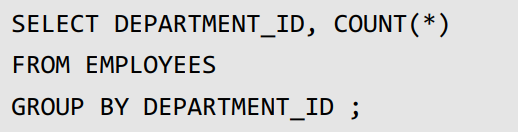 SELECT DEPARTMENT_ID, COUNT(*)
FROM EMPLOYEES
GROUP BY DEPARTMENT_ID ;